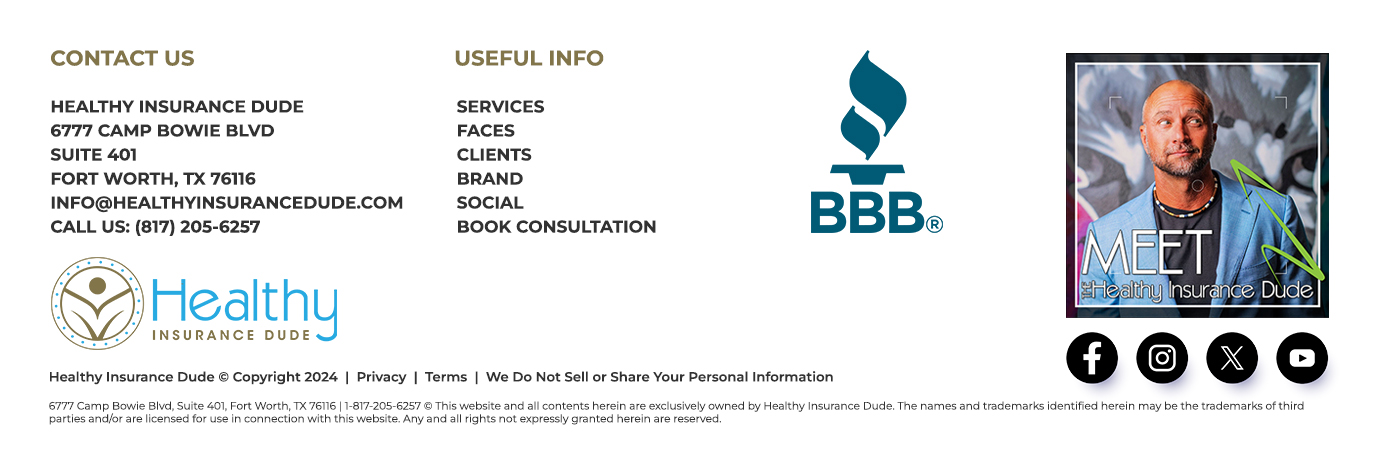 CONTACT US
HEALTHY INSURANCE DUDE
6777 CAMP BOWIE BLVD
SUITE 401
FORT WORTH, TX 76116
INFO@HEALTHYINSURANCEDUDE.COM
CALL US: (817) 205-6257
USEFUL INFO
SERVICES
FACES
CLIENTS
BRAND
SOCIAL
BOOK CONSULTATION
BBB®
MEET
THE Healthy Insurance Dude
Healthy
INSURANCE DUDE
Healthy Insurance Dude © Copyright 2024 | Privacy | Terms | We Do Not Sell or Share Your Personal Information
6777 Camp Bowie Blvd, Suite 401, Fort Worth, TX 76116 | 1-817-205-6257 © This website and all contents herein are exclusively owned by Healthy Insurance Dude. The names and trademarks identified herein may be the trademarks of third
parties and/or are licensed for use in connection with this website. Any and all rights not expressly granted herein are reserved.